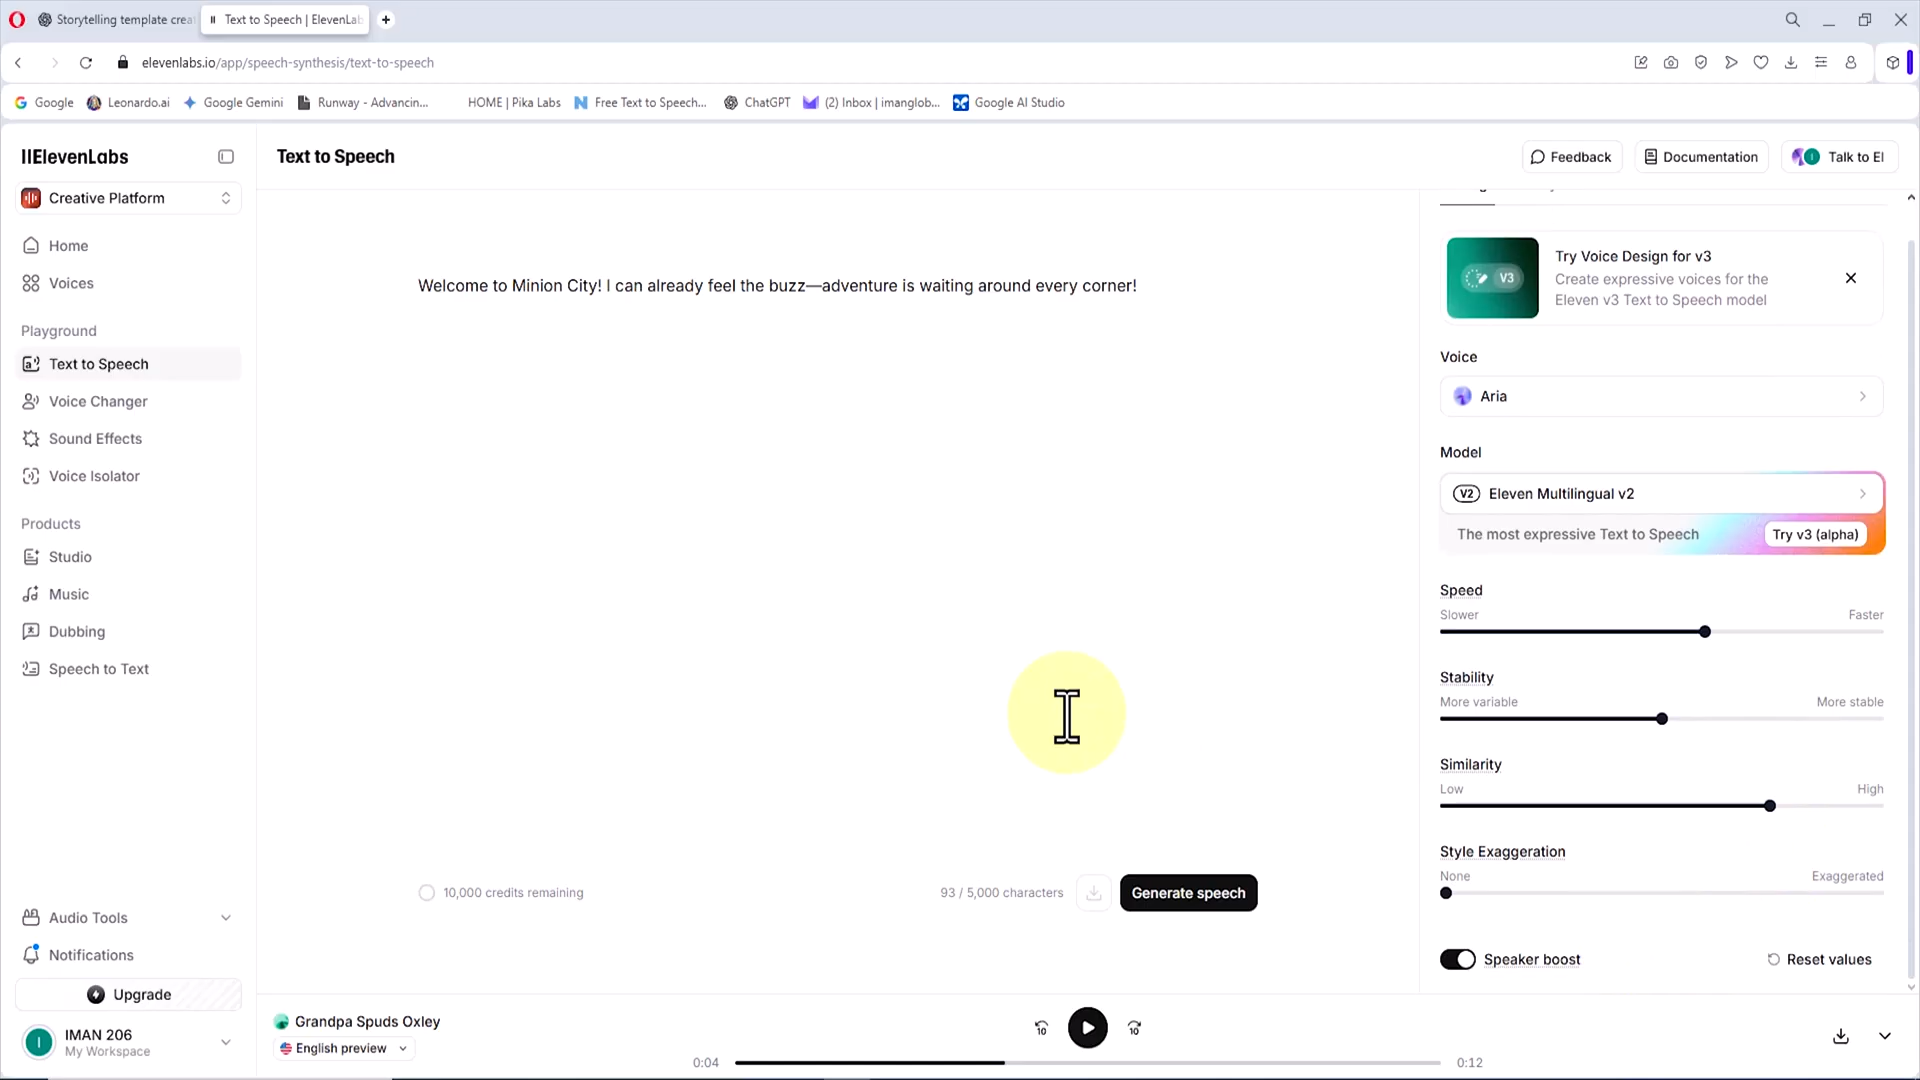 Storytelling template crea
Text to Speech | ElevenLab
elevenlabs.io/app/speech-synthesis/text-to-speech
Google
Leonardo.ai
Google Gemini
Runway - Advancin...
HOME | Pika Labs
Free Text to Speech...
ChatGPT
(2) Inbox | imanglob...
Google AI Studio
IIElevenLabs
Text to Speech
Feedback
Documentation
Talk to El
Creative Platform
Home
Voices
Playground
Text to Speech
Voice Changer
Sound Effects
Voice Isolator
Products
Studio
Music
Dubbing
Speech to Text
Audio Tools
Notifications
Upgrade
I
IMAN 206
My Workspace
Welcome to Minion City! I can already feel the buzz—adventure is waiting around every corner!
10,000 credits remaining
93 / 5,000 characters
Generate speech
V3
Try Voice Design for v3
Create expressive voices for the
Eleven v3 Text to Speech model
Voice
Aria
Model
V2 Eleven Multilingual v2
The most expressive Text to Speech
Try v3 (alpha)
Speed
Slower Faster
Stability
More variable More stable
Similarity
Low High
Style Exaggeration
None Exaggerated
Speaker boost
Reset values
Grandpa Spuds Oxley
English preview
10
10
0:04
0:12